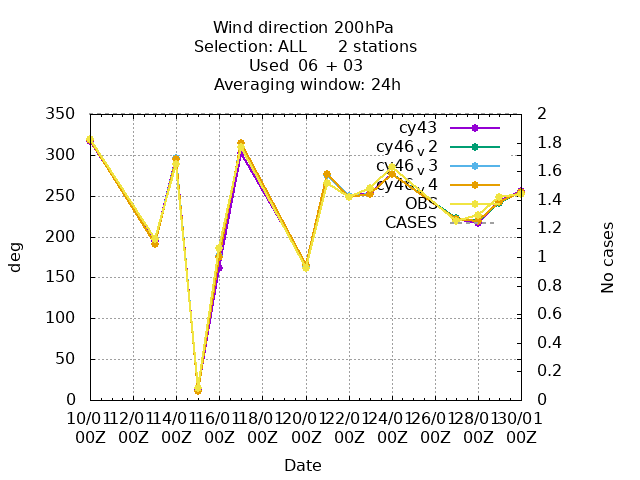 Wind direction 200hPa
Selection: ALL 2 stations
Used 06 + 03
Averaging window: 24h
350 2
300 1.8
250 1.6
200 1.4
150 1.2
100 1
50 0.8
0 0.6
0.4
0.2
0
cy43
cy46_v2
cy46_v3
cy46_v4
OBS
CASES
deg
No cases
10/01 12/01 14/01 16/01 18/01 20/01 22/01 24/01 26/01 28/01 30/01
00Z 00Z 00Z 00Z 00Z 00Z 00Z 00Z 00Z 00Z 00Z
Date